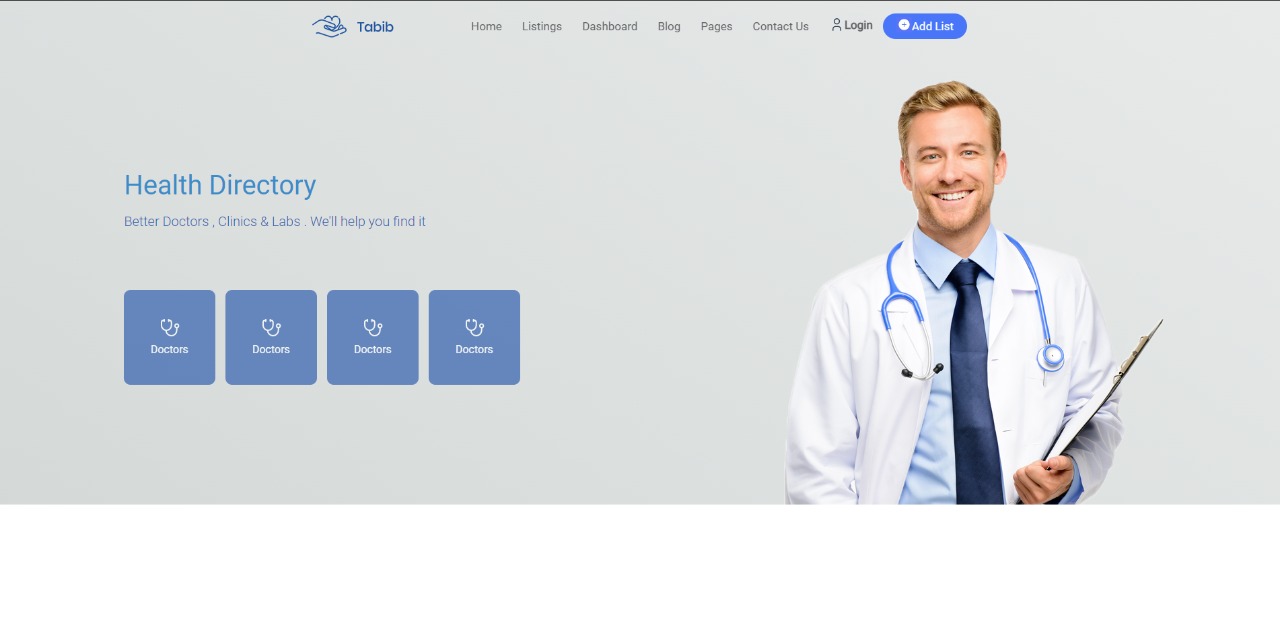 Tabib
Home Listings Dashboard Blog Pages Contact Us Login Add List
Health Directory
Better Doctors , Clinics & Labs . We'll help you find it
Doctors Doctors Doctors Doctors